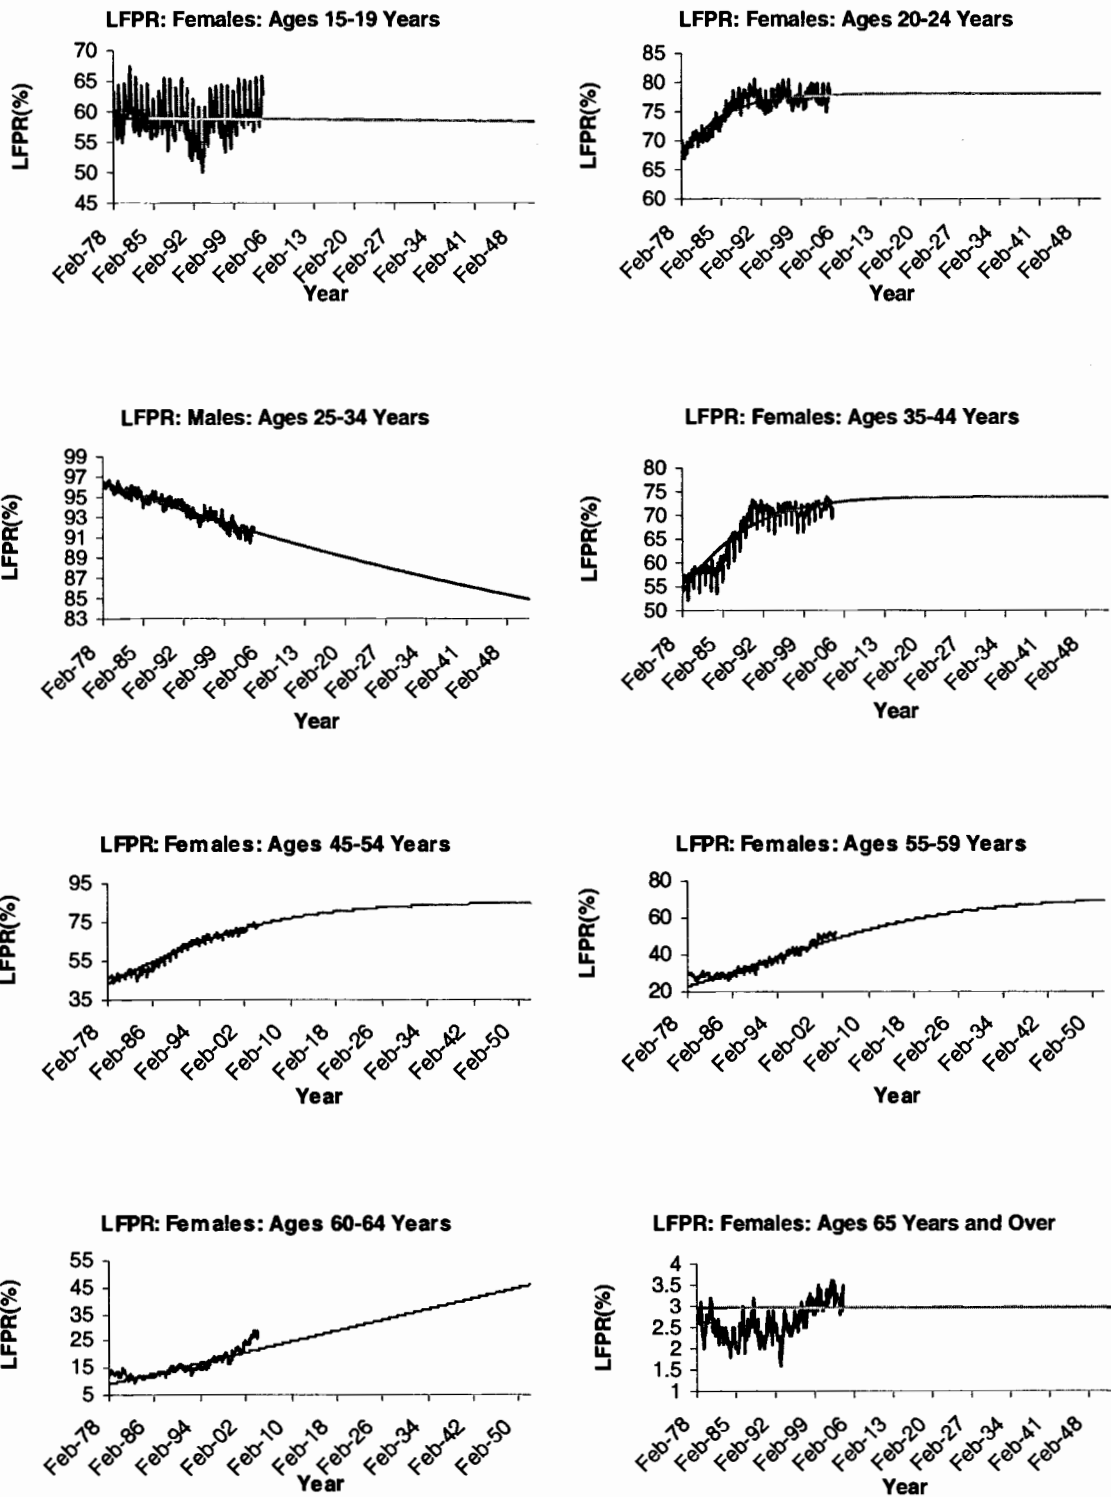 LFPR: Females: Ages 15-19 Years
LFPR(%)
70
65
60
55
50
45
Feb-78
Feb-85
Feb-92
Feb-99
Feb-06
Feb-13
Feb-20
Feb-27
Feb-34
Feb-41
Feb-48
Year
LFPR: Females: Ages 20-24 Years
LFPR(%)
85
80
75
70
65
60
Feb-78
Feb-85
Feb-92
Feb-99
Feb-06
Feb-13
Feb-20
Feb-27
Feb-34
Feb-41
Feb-48
Year
LFPR: Males: Ages 25-34 Years
LFPR(%)
99
97
95
93
91
89
87
85
83
Feb-78
Feb-85
Feb-92
Feb-99
Feb-06
Feb-13
Feb-20
Feb-27
Feb-34
Feb-41
Feb-48
Year
LFPR: Females: Ages 35-44 Years
LFPR(%)
80
75
70
65
60
55
50
Feb-78
Feb-85
Feb-92
Feb-99
Feb-06
Feb-13
Feb-20
Feb-27
Feb-34
Feb-41
Feb-48
Year
LFPR: Females: Ages 45-54 Years
LFPR(%)
95
75
55
35
Feb-78
Feb-86
Feb-94
Feb-02
Feb-10
Feb-18
Feb-26
Feb-34
Feb-42
Feb-50
Year
LFPR: Females: Ages 55-59 Years
LFPR(%)
80
60
40
20
Feb-78
Feb-86
Feb-94
Feb-02
Feb-10
Feb-18
Feb-26
Feb-34
Feb-42
Feb-50
Year
LFPR: Females: Ages 60-64 Years
LFPR(%)
55
45
35
25
15
5
Feb-78
Feb-86
Feb-94
Feb-02
Feb-10
Feb-18
Feb-26
Feb-34
Feb-42
Feb-50
Year
LFPR: Females: Ages 65 Years and Over
LFPR(%)
4
3.5
3
2.5
2
1.5
1
Feb-78
Feb-85
Feb-92
Feb-99
Feb-06
Feb-13
Feb-20
Feb-27
Feb-34
Feb-41
Feb-48
Year